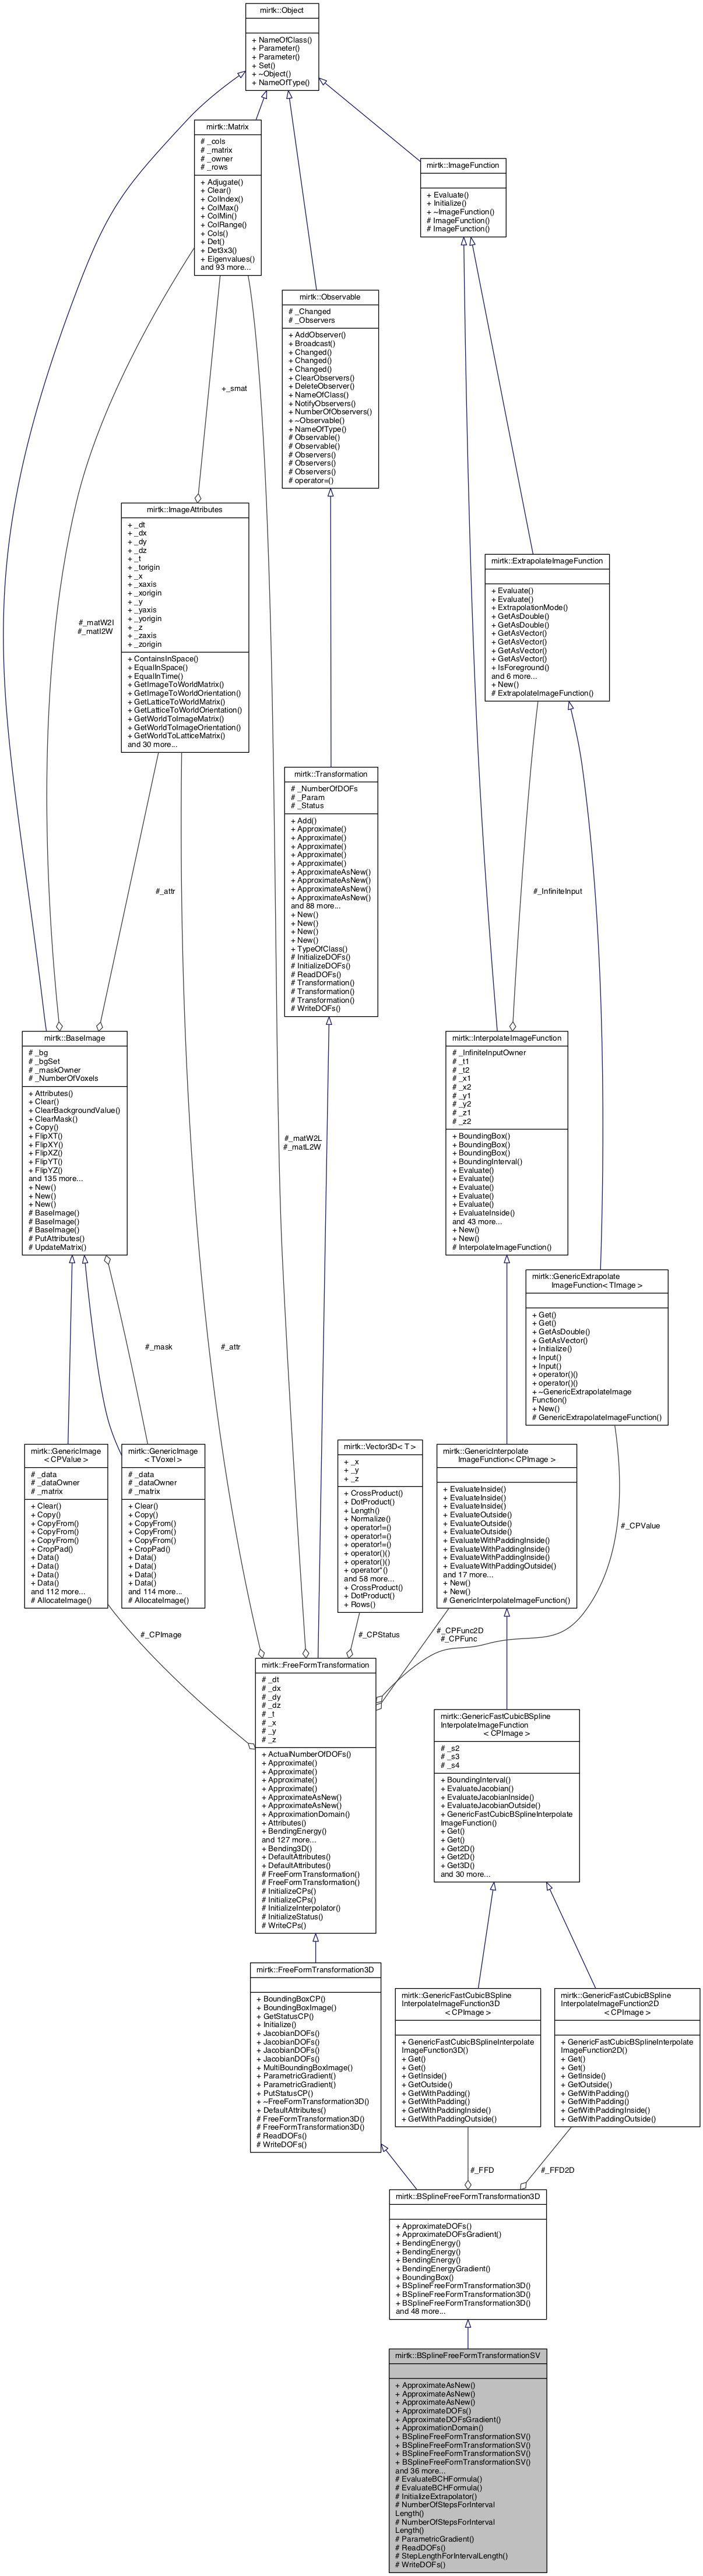 mirtk::Object
+ NameOfClass()
+ Parameter()
+ Parameter()
+ Set()
+ ~Object()
+ NameOfType()
mirtk::Matrix
# _cols
# _matrix
# _owner
# _rows
+ Adjugate()
+ Clear()
+ ColIndex()
+ ColMax()
+ ColMin()
+ ColRange()
+ Cols()
+ Det()
+ Det3x3()
+ Eigenvalues()
and 93 more...
mirtk::ImageFunction
+ Evaluate()
+ Initialize()
+ ~ImageFunction()
# ImageFunction()
# ImageFunction()
mirtk::Observable
# _Changed
# _Observers
+ AddObserver()
+ Broadcast()
+ Changed()
+ Changed()
+ Changed()
+ ClearObservers()
+ DeleteObserver()
+ NameOfClass()
+ NotifyObservers()
+ NumberOfObservers()
+ ~Observable()
+ NameOfType()
# Observable()
# Observable()
# Observers()
# Observers()
# Observers()
# operator=()
+_smat
mirtk::ImageAttributes
+ _dt
+ _dx
+ _dy
+ _dz
+ _t
+ _torigin
+ _x
+ _xaxis
+ _xorigin
+ _y
+ _yaxis
+ _yorigin
+ _z
+ _zaxis
+ _zorigin
+ ContainsInSpace()
+ EqualInSpace()
+ EqualInTime()
+ GetImageToWorldMatrix()
+ GetImageToWorldOrientation()
+ GetLatticeToWorldMatrix()
+ GetLatticeToWorldOrientation()
+ GetWorldToImageMatrix()
+ GetWorldToImageOrientation()
+ GetWorldToLatticeMatrix()
and 30 more...
#_matW2I
#_matI2W
mirtk::ExtrapolateImageFunction
+ Evaluate()
+ Evaluate()
+ ExtrapolationMode()
+ GetAsDouble()
+ GetAsDouble()
+ GetAsVector()
+ GetAsVector()
+ GetAsVector()
+ GetAsVector()
+ IsForeground()
and 6 more...
+ New()
# ExtrapolateImageFunction()
mirtk::Transformation
# _NumberOfDOFs
# _Param
# _Status
+ Add()
+ Approximate()
+ Approximate()
+ Approximate()
+ Approximate()
+ Approximate()
+ ApproximateAsNew()
+ ApproximateAsNew()
+ ApproximateAsNew()
+ ApproximateAsNew()
and 88 more...
+ New()
+ New()
+ New()
+ New()
+ TypeOfClass()
# InitializeDOFs()
# InitializeDOFs()
# ReadDOFs()
# Transformation()
# Transformation()
# Transformation()
# WriteDOFs()
#_attr
#_InfiniteInput
mirtk::BaseImage
# _bg
# _bgSet
# _maskOwner
# _NumberOfVoxels
+ Attributes()
+ Clear()
+ ClearBackgroundValue()
+ ClearMask()
+ Copy()
+ FlipXT()
+ FlipXY()
+ FlipXZ()
+ FlipYT()
+ FlipYZ()
and 135 more...
+ New()
+ New()
+ New()
# BaseImage()
# BaseImage()
# BaseImage()
# PutAttributes()
# UpdateMatrix()
mirtk::InterpolateImageFunction
# _InfiniteInputOwner
# _t1
# _t2
# _x1
# _x2
# _y1
# _y2
# _z1
# _z2
+ BoundingBox()
+ BoundingBox()
+ BoundingBox()
+ BoundingInterval()
+ Evaluate()
+ Evaluate()
+ Evaluate()
+ Evaluate()
+ Evaluate()
+ EvaluateInside()
and 43 more...
+ New()
+ New()
# InterpolateImageFunction()
#_matW2L
#_matL2W
mirtk::GenericExtrapolate
ImageFunction< TImage >
+ Get()
+ Get()
+ GetAsDouble()
+ GetAsVector()
+ Initialize()
+ Input()
+ Input()
+ operator()()
+ operator()()
+ ~GenericExtrapolateImage
Function()
+ New()
# GenericExtrapolateImageFunction()
#_mask
#_attr
mirtk::GenericImage
< CPValue >
# _data
# _dataOwner
# _matrix
+ Clear()
+ Copy()
+ CopyFrom()
+ CopyFrom()
+ CopyFrom()
+ CropPad()
+ Data()
+ Data()
+ Data()
+ Data()
and 112 more...
# AllocateImage()
mirtk::GenericImage
< TVoxel >
# _data
# _dataOwner
# _matrix
+ Clear()
+ Copy()
+ CopyFrom()
+ CopyFrom()
+ CopyFrom()
+ CropPad()
+ Data()
+ Data()
+ Data()
+ Data()
and 114 more...
# AllocateImage()
mirtk::Vector3D< T >
+ _x
+ _y
+ _z
+ CrossProduct()
+ DotProduct()
+ Length()
+ Normalize()
+ operator!=()
+ operator!=()
+ operator!=()
+ operator()()
+ operator()()
+ operator*()
and 58 more...
+ CrossProduct()
+ DotProduct()
+ Rows()
mirtk::GenericInterpolate
ImageFunction< CPImage >
+ EvaluateInside()
+ EvaluateInside()
+ EvaluateInside()
+ EvaluateOutside()
+ EvaluateOutside()
+ EvaluateOutside()
+ EvaluateWithPaddingInside()
+ EvaluateWithPaddingInside()
+ EvaluateWithPaddingInside()
+ EvaluateWithPaddingOutside()
and 17 more...
+ New()
+ New()
# GenericInterpolateImageFunction()
#_CPValue
#_CPImage
#_CPStatus
#_CPFunc2D
#_CPFunc
mirtk::FreeFormTransformation
# _dt
# _dx
# _dy
# _dz
# _t
# _x
# _y
# _z
+ ActualNumberOfDOFs()
+ Approximate()
+ Approximate()
+ Approximate()
+ Approximate()
+ ApproximateAsNew()
+ ApproximateAsNew()
+ ApproximationDomain()
+ Attributes()
+ BendingEnergy()
and 127 more...
+ Bending3D()
+ DefaultAttributes()
+ DefaultAttributes()
# FreeFormTransformation()
# FreeFormTransformation()
# InitializeCPs()
# InitializeCPs()
# InitializeInterpolator()
# InitializeStatus()
# WriteCPs()
mirtk::GenericFastCubicBSpline
InterpolateImageFunction
< CPImage >
# _s2
# _s3
# _s4
+ BoundingInterval()
+ EvaluateJacobian()
+ EvaluateJacobianInside()
+ EvaluateJacobianOutside()
+ GenericFastCubicBSplineInterpolate
ImageFunction()
+ Get()
+ Get()
+ Get2D()
+ Get2D()
+ Get3D()
and 30 more...
mirtk::FreeFormTransformation3D
+ BoundingBoxCP()
+ BoundingBoxImage()
+ GetStatusCP()
+ Initialize()
+ JacobianDOFs()
+ JacobianDOFs()
+ JacobianDOFs()
+ JacobianDOFs()
+ MultiBoundingBoxImage()
+ ParametricGradient()
+ ParametricGradient()
+ PutStatusCP()
+ ~FreeFormTransformation3D()
+ DefaultAttributes()
# FreeFormTransformation3D()
# FreeFormTransformation3D()
# ReadDOFs()
# WriteDOFs()
mirtk::GenericFastCubicBSpline
InterpolateImageFunction3D
< CPImage >
+ GenericFastCubicBSplineInterpolate
ImageFunction3D()
+ Get()
+ Get()
+ GetInside()
+ GetOutside()
+ GetWithPadding()
+ GetWithPadding()
+ GetWithPaddingInside()
+ GetWithPaddingOutside()
mirtk::GenericFastCubicBSpline
InterpolateImageFunction2D
< CPImage >
+ GenericFastCubicBSplineInterpolate
ImageFunction2D()
+ Get()
+ Get()
+ GetInside()
+ GetOutside()
+ GetWithPadding()
+ GetWithPadding()
+ GetWithPaddingInside()
+ GetWithPaddingOutside()
#_FFD
#_FFD2D
mirtk::BSplineFreeFormTransformation3D
+ ApproximateDOFs()
+ ApproximateDOFsGradient()
+ BendingEnergy()
+ BendingEnergy()
+ BendingEnergy()
+ BendingEnergyGradient()
+ BoundingBox()
+ BSplineFreeFormTransformation3D()
+ BSplineFreeFormTransformation3D()
+ BSplineFreeFormTransformation3D()
and 48 more...
mirtk::BSplineFreeFormTransformationSV
+ ApproximateAsNew()
+ ApproximateAsNew()
+ ApproximateAsNew()
+ ApproximateDOFs()
+ ApproximateDOFsGradient()
+ ApproximationDomain()
+ BSplineFreeFormTransformationSV()
+ BSplineFreeFormTransformationSV()
+ BSplineFreeFormTransformationSV()
+ BSplineFreeFormTransformationSV()
and 36 more...
# EvaluateBCHFormula()
# EvaluateBCHFormula()
# InitializeExtrapolator()
# NumberOfStepsForInterval
Length()
# NumberOfStepsForInterval
Length()
# ParametricGradient()
# ReadDOFs()
# StepLengthForIntervalLength()
# WriteDOFs()